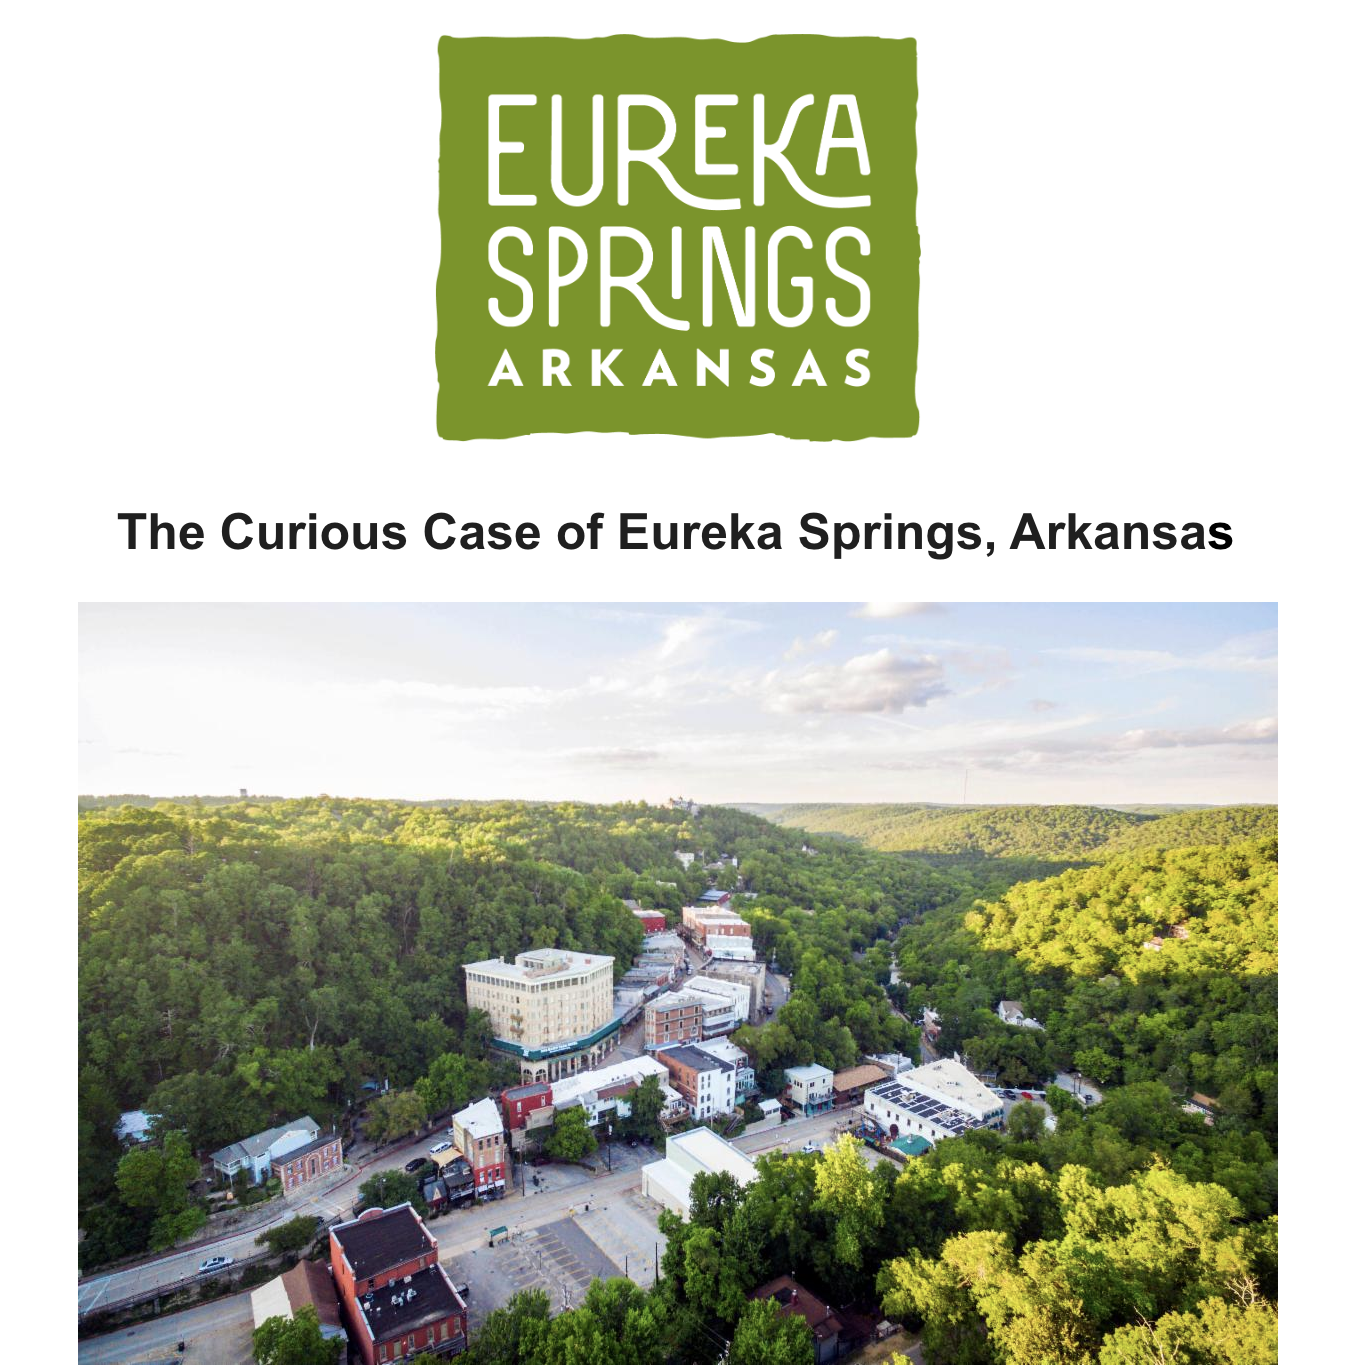 EUREKA
SPRINGS
ARKANSAS
The Curious Case of Eureka Springs, Arkansas